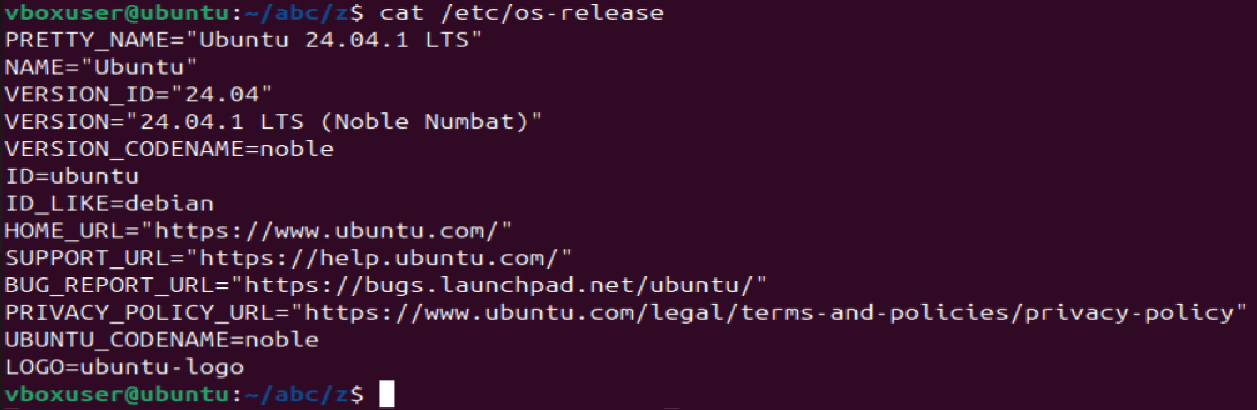 vboxuser@ubuntu:~/abc/z$ cat /etc/os-release
PRETTY_NAME="Ubuntu 24.04.1 LTS"
NAME="Ubuntu"
VERSION_ID="24.04"
VERSION="24.04.1 LTS (Noble Numbat)"
VERSION_CODENAME=noble
ID=ubuntu
ID_LIKE=debian
HOME_URL="https://www.ubuntu.com/"
SUPPORT_URL="https://help.ubuntu.com/"
BUG_REPORT_URL="https://bugs.launchpad.net/ubuntu/"
PRIVACY_POLICY_URL="https://www.ubuntu.com/legal/terms-and-policies/privacy-policy"
UBUNTU_CODENAME=noble
LOGO=ubuntu-logo
vboxuser@ubuntu:~/abc/z$